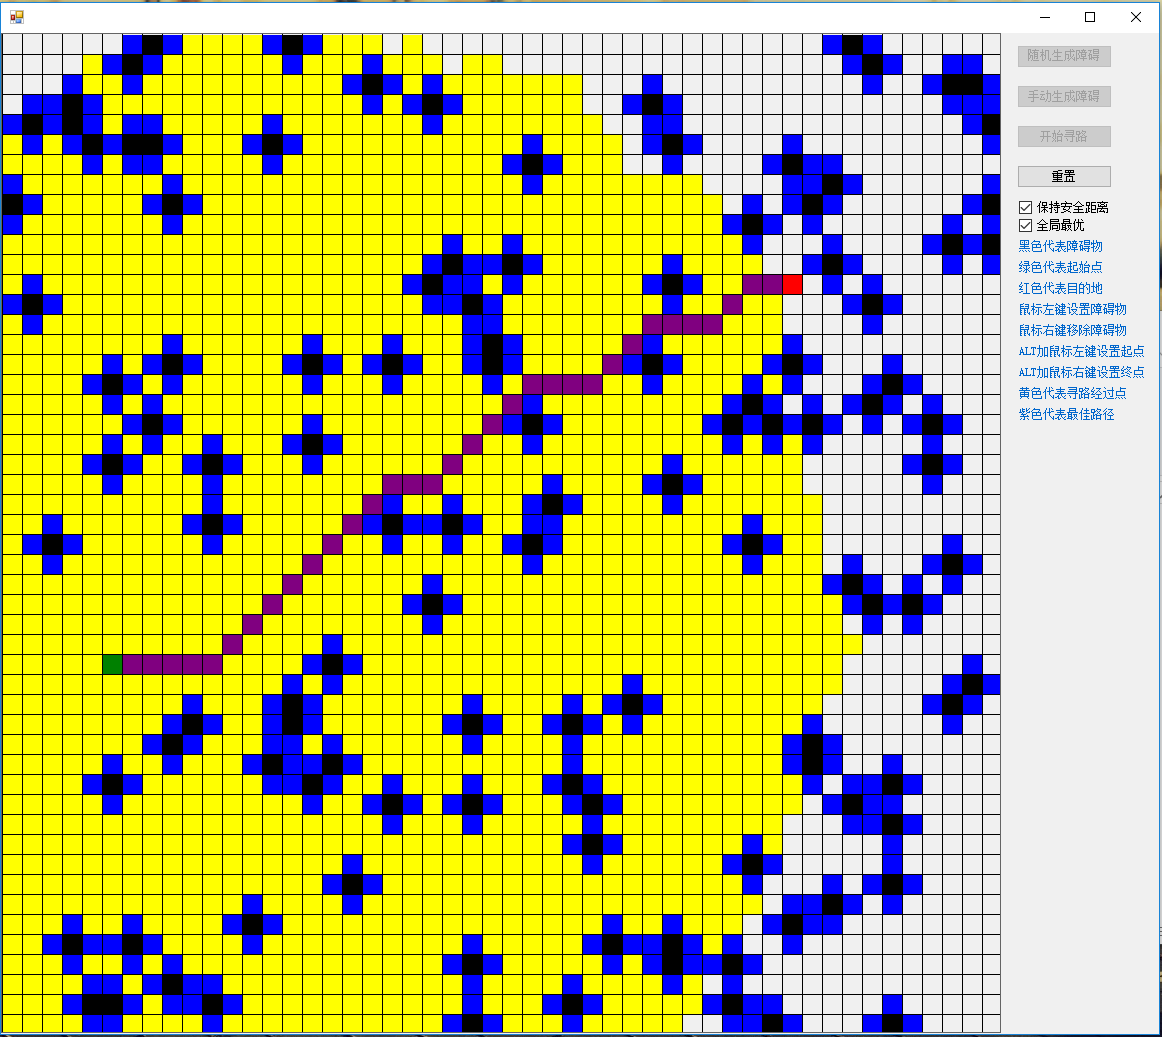 随机生成障碍
手动生成障碍
开始寻路
重置
保持安全距离
全局最优
黑色代表障碍物
绿色代表起始点
红色代表目的地
鼠标左键设置障碍物
鼠标右键移除障碍物
ALT加鼠标左键设置起点
ALT加鼠标右键设置终点
黄色代表寻路经过点
紫色代表最佳路径